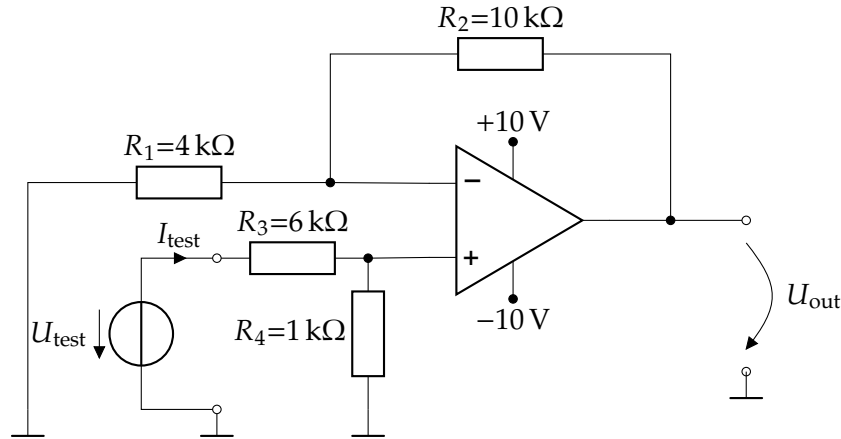 R2=10 kΩ
+10 V
R1=4 kΩ
−
R3=6 kΩ
Itest
+
Utest
R4=1 kΩ
−10 V
Uout